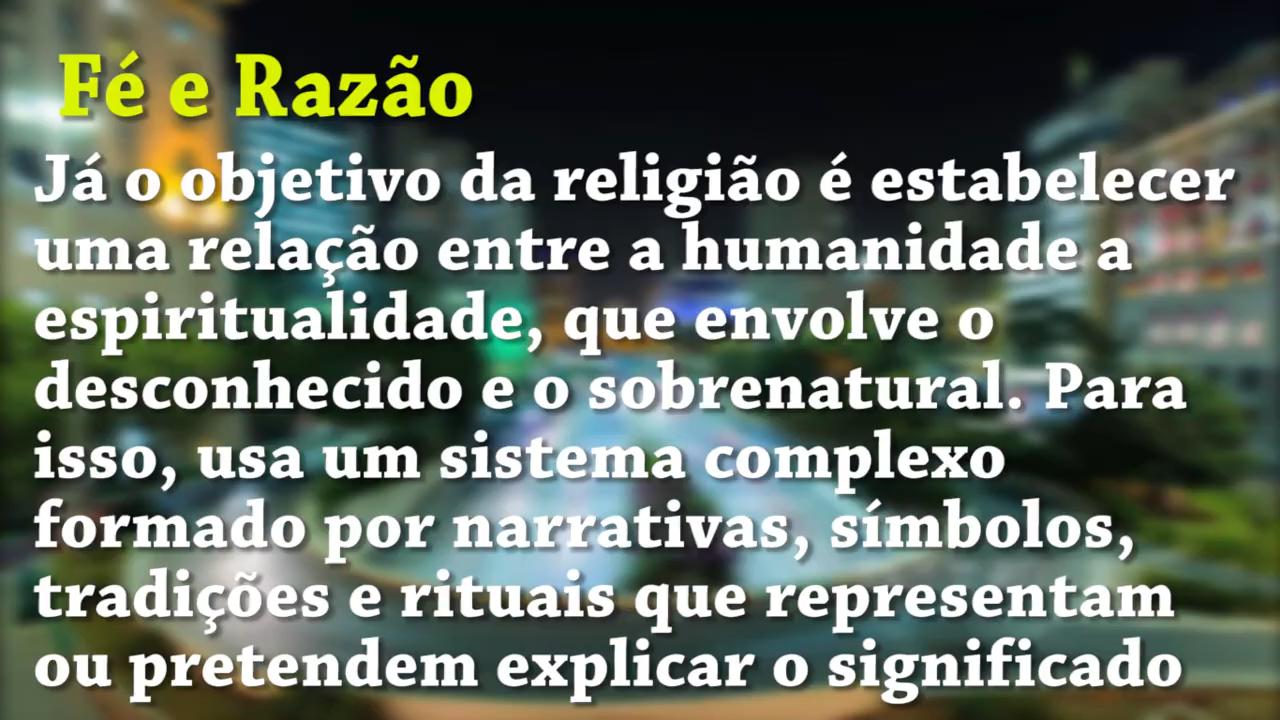 Fé e Razão
Já o objetivo da religião é estabelecer
uma relação entre a humanidade a
espiritualidade, que envolve o
desconhecido e o sobrenatural. Para
isso, usa um sistema complexo
formado por narrativas, símbolos,
tradições e rituais que representam
ou pretendem explicar o significado